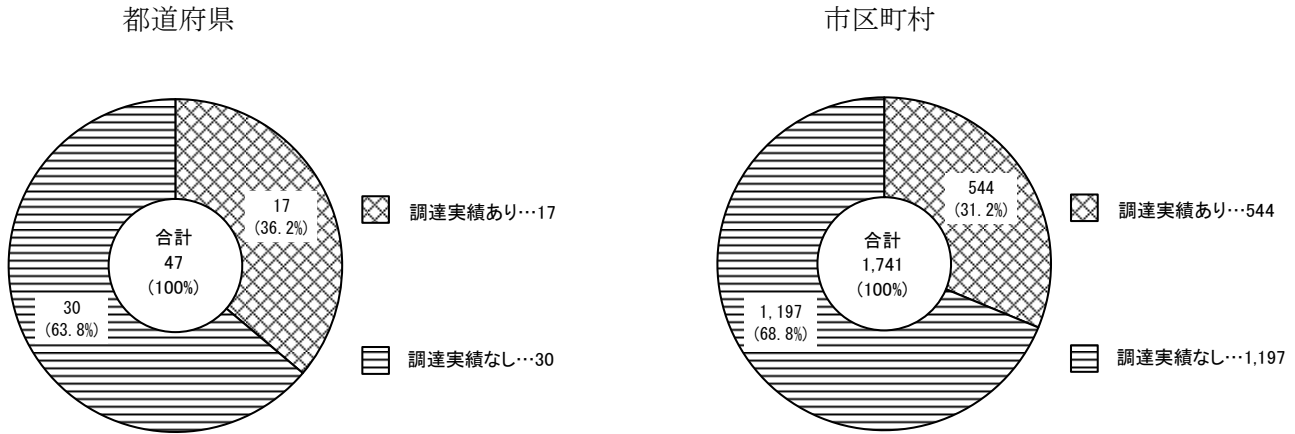 都道府県
17
(36.2%)
合計
47
(100%)
30
(63.8%)
調達実績あり…17
調達実績なし…30
市区町村
544
(31.2%)
合計
1,741
(100%)
1,197
(68.8%)
調達実績あり…544
調達実績なし…1,197